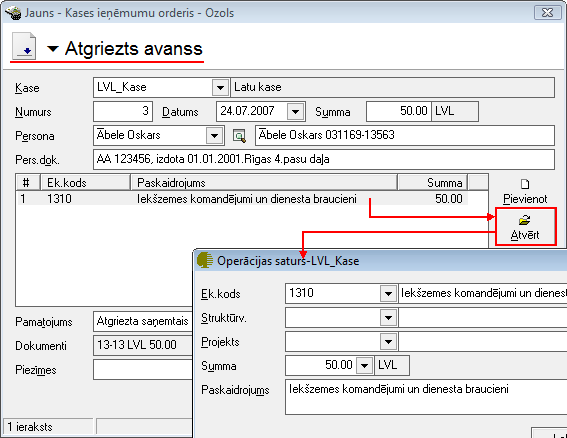 Jauns - Kases ieņēmumu orderis - Ozols
Atgriezts avanss
Kase LVL_Kase Latu kase
Numurs 3 Datums 24.07.2007 Summa 50.00 LVL
Persona Ābele Oskars Ābele Oskars 031169-13563
Pers.dok. AA 123456, izdota 01.01.2001.Rīgas 4.pasu daļa
# Ek.kods Paskaidrojums Summa
1 1310 Iekšzemes komandējumi un dienesta braucieni 50.00
Pievienot
Atvērt
Operācijas saturs-LVL_Kase
Ek.kods 1310 Iekšzemes komandējumi un dienest
Struktūrv.
Projekts
Summa 50.00 LVL
Paskaidrojums Iekšzemes komandējumi un dienesta braucieni
Pamatojums Atgriezta saņemtais
Dokumenti 13-13 LVL 50.00
Piezīmes
1 ieraksts